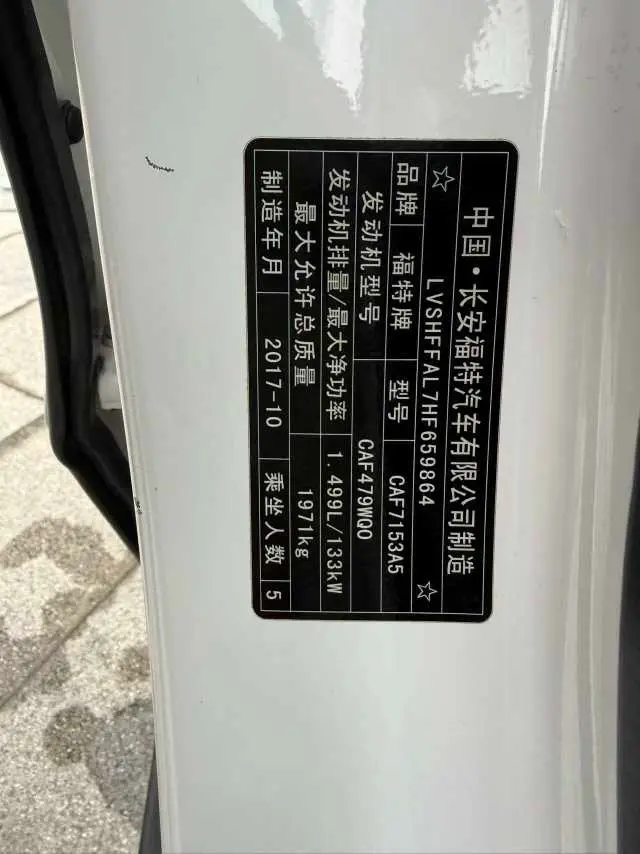 中国·长安福特汽车有限公司制造
☆ LVSHFFAL7HF659864 ☆
品牌 福特牌 型号 CAF7153A5
发动机型号 CAF479WQ0
发动机排量/最大净功率 1.499L/133kW
最大允许总质量 1971kg
制造年月 2017-10 乘坐人数 5